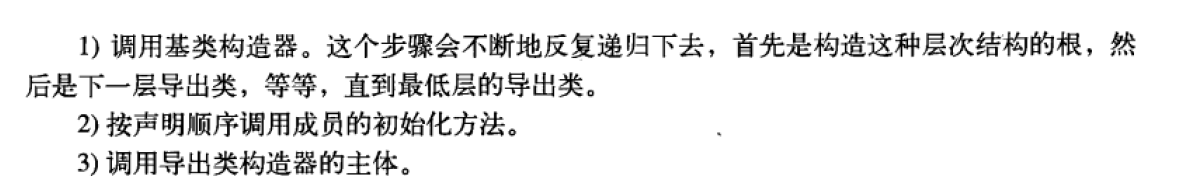 1) 调用基类构造器。这个步骤会不断地反复递归下去，首先是构造这种层次结构的根，然
后是下一层导出类，等等，直到最低层的导出类。
2) 按声明顺序调用成员的初始化方法。
3) 调用导出类构造器的主体。